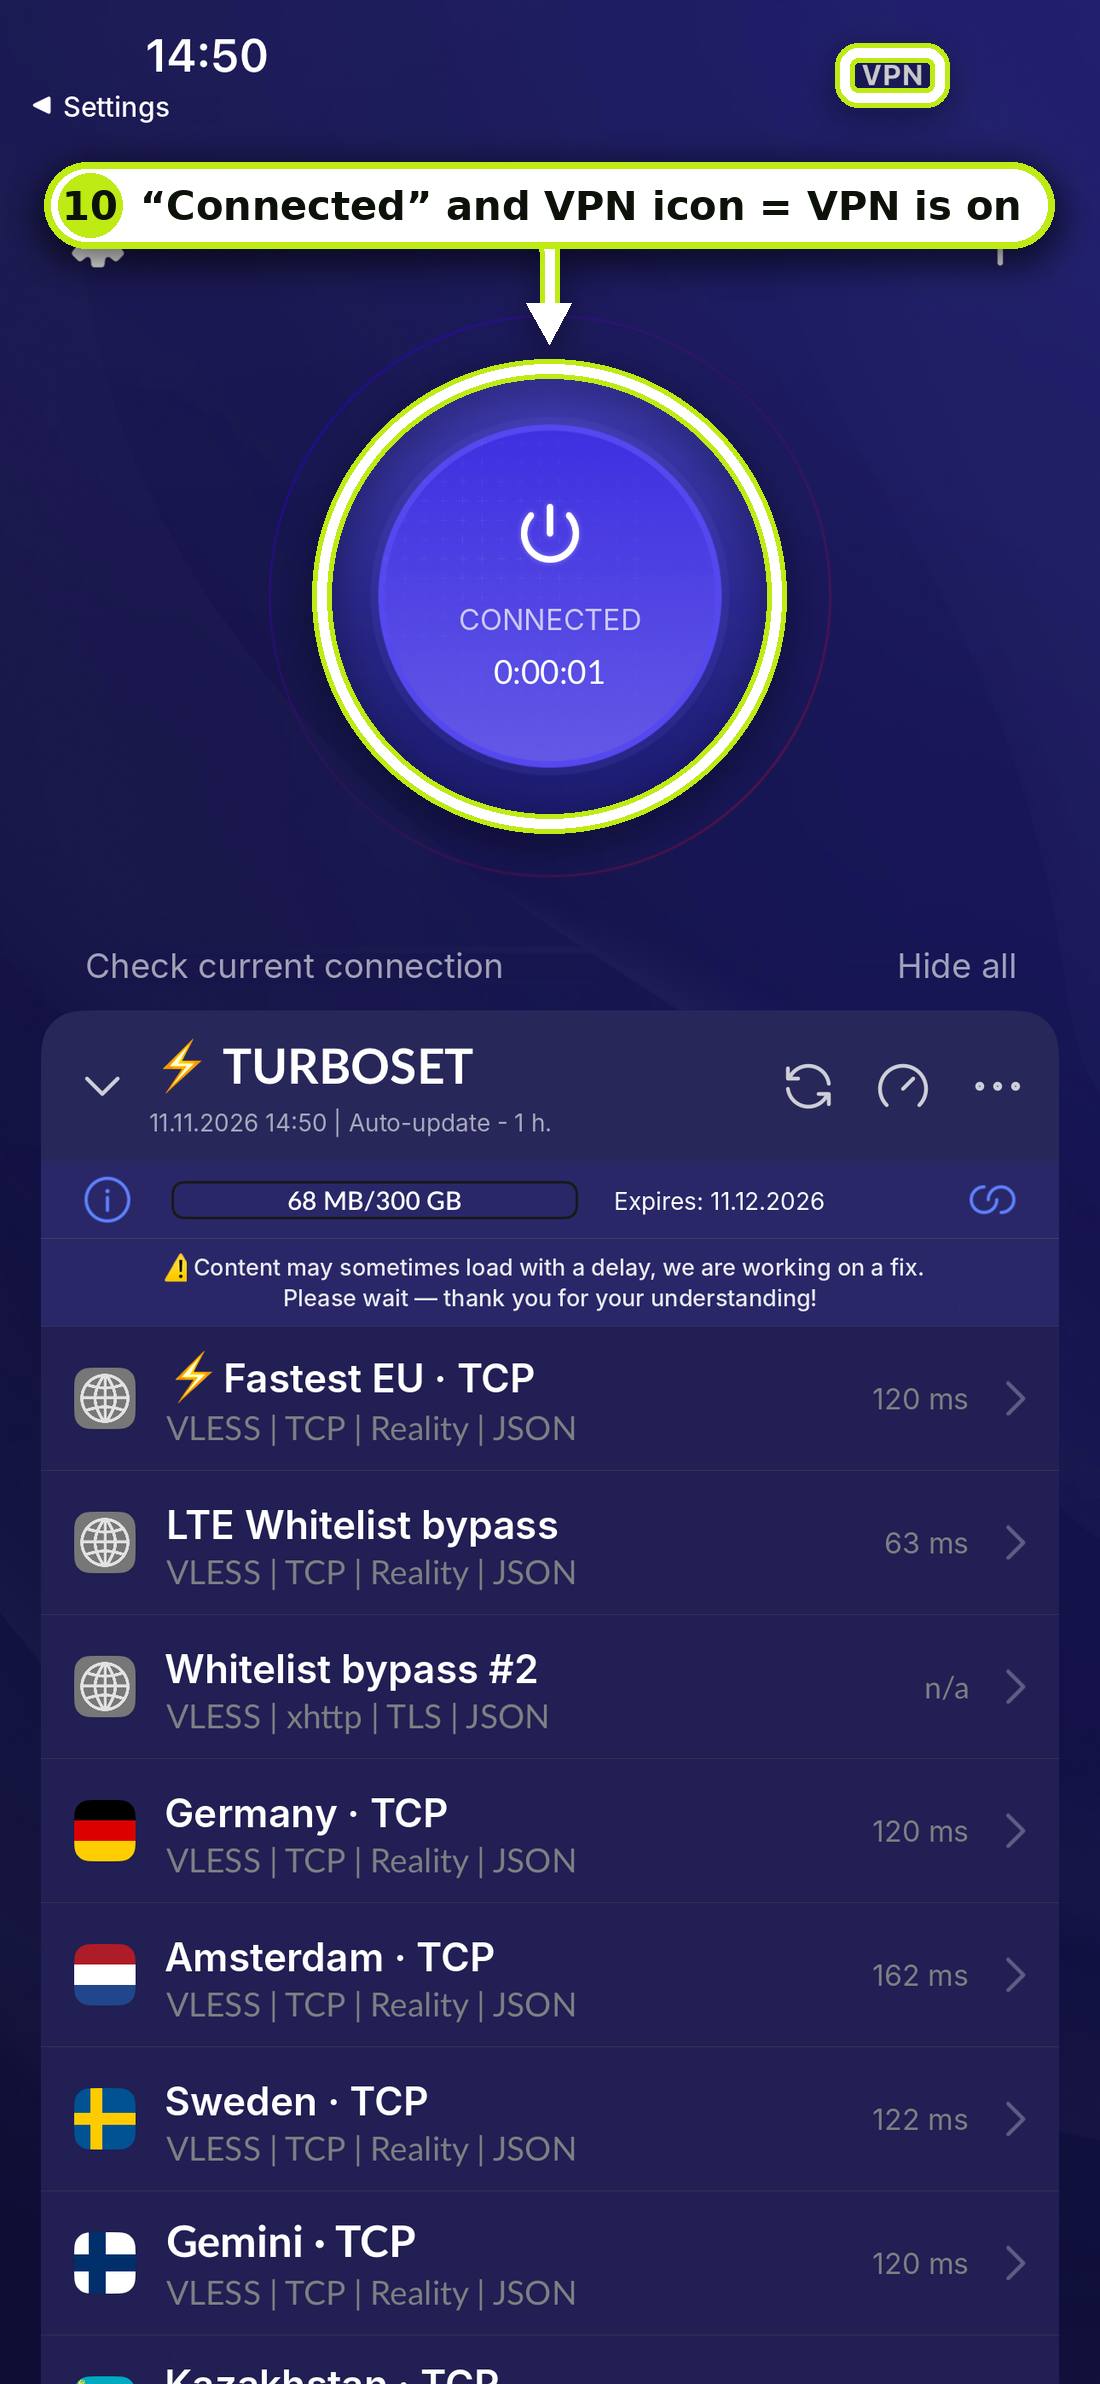 14:50
VPN
◀ Settings
10 “Connected” and VPN icon = VPN is on
CONNECTED
0:00:01
Check current connection
Hide all
⚡ TURBOSET
11.11.2026 14:50 | Auto-update - 1 h.
68 MB/300 GB
Expires: 11.12.2026
⚠️Content may sometimes load with a delay, we are working on a fix.
Please wait — thank you for your understanding!
⚡Fastest EU · TCP
VLESS | TCP | Reality | JSON
120 ms
LTE Whitelist bypass
VLESS | TCP | Reality | JSON
63 ms
Whitelist bypass #2
VLESS | xhttp | TLS | JSON
n/a
Germany · TCP
VLESS | TCP | Reality | JSON
120 ms
Amsterdam · TCP
VLESS | TCP | Reality | JSON
162 ms
Sweden · TCP
VLESS | TCP | Reality | JSON
122 ms
Gemini · TCP
VLESS | TCP | Reality | JSON
120 ms
Kazakhstan · TCP